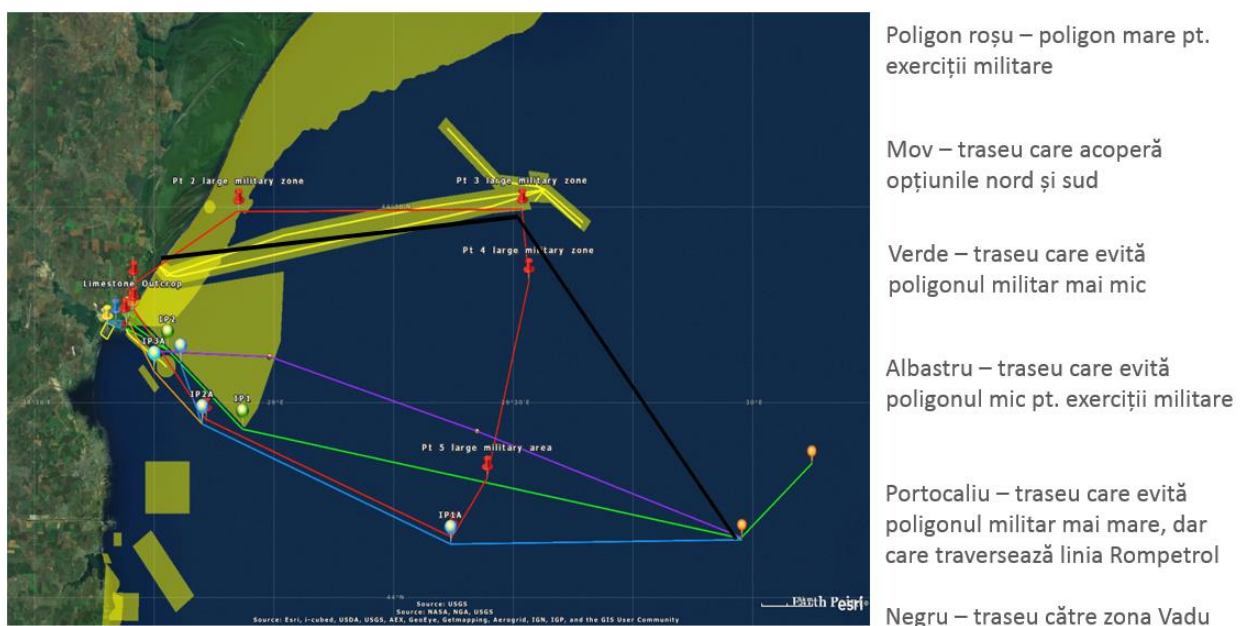 Pt 2 large military zone
Pt 3 large military zone
Pt 4 large military zone
Limestone Outcrop
IP2
IP3A
IP2A
IP1
29°E
30°E
Pt 5 large military area
IP1A
44°N
Source: USGS
Source: NASA, NGA, USGS
Source: Esri, i-cubed, USDA, USGS, AEX, GeoEye, Getmapping, Aerogrid, IGN, IGP, and the GIS User Community
esri
Poligon roșu – poligon mare pt.
exerciții militare
Mov – traseu care acoperă
opțiunile nord și sud
Verde – traseu care evită
poligonul militar mai mic
Albastru – traseu care evită
poligonul mic pt. exerciții militare
Portocaliu – traseu care evită
poligonul militar mai mare, dar
care traversează linia Rompetrol
Negru – traseu către zona Vadu